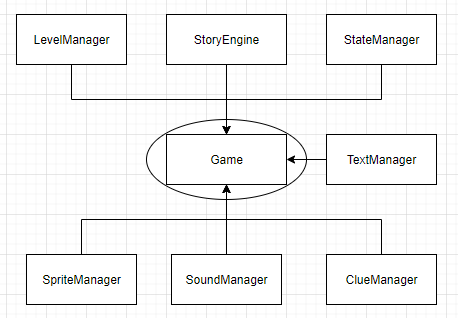 LevelManager
StoryEngine
StateManager
Game
TextManager
SpriteManager
SoundManager
ClueManager